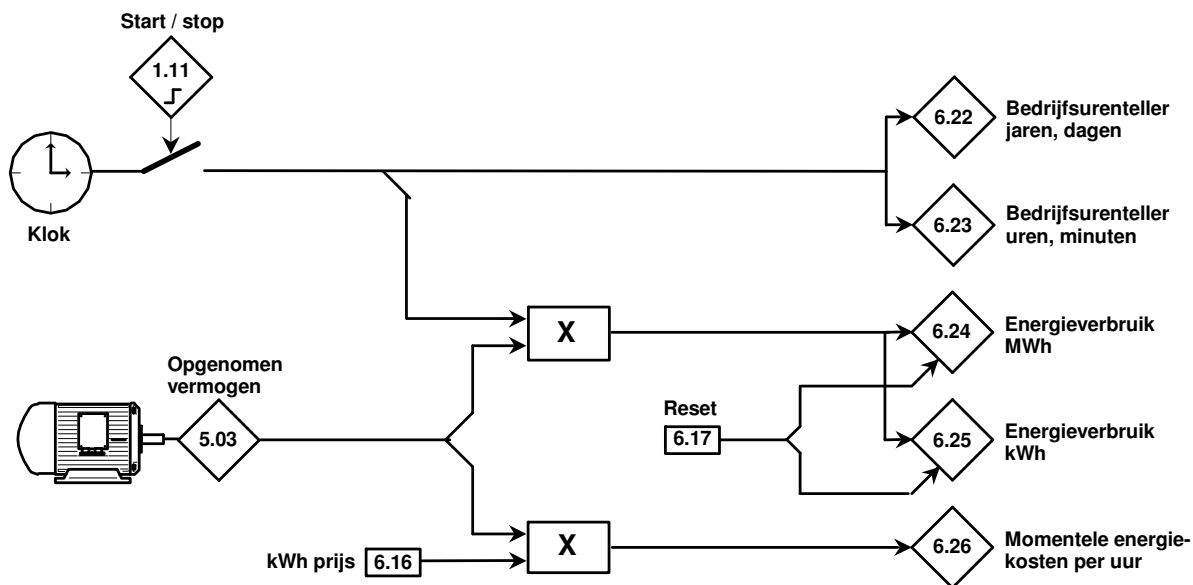 Start / stop
1.11
Klok
6.22
Bedrijfsurenteller
jaren, dagen
6.23
Bedrijfsurenteller
uren, minuten
X
6.24
Energieverbruik
MWh
Opgenomen
vermogen
5.03
Reset
6.17
6.25
Energieverbruik
kWh
kWh prijs
6.16
X
6.26
Momentele energie-
kosten per uur